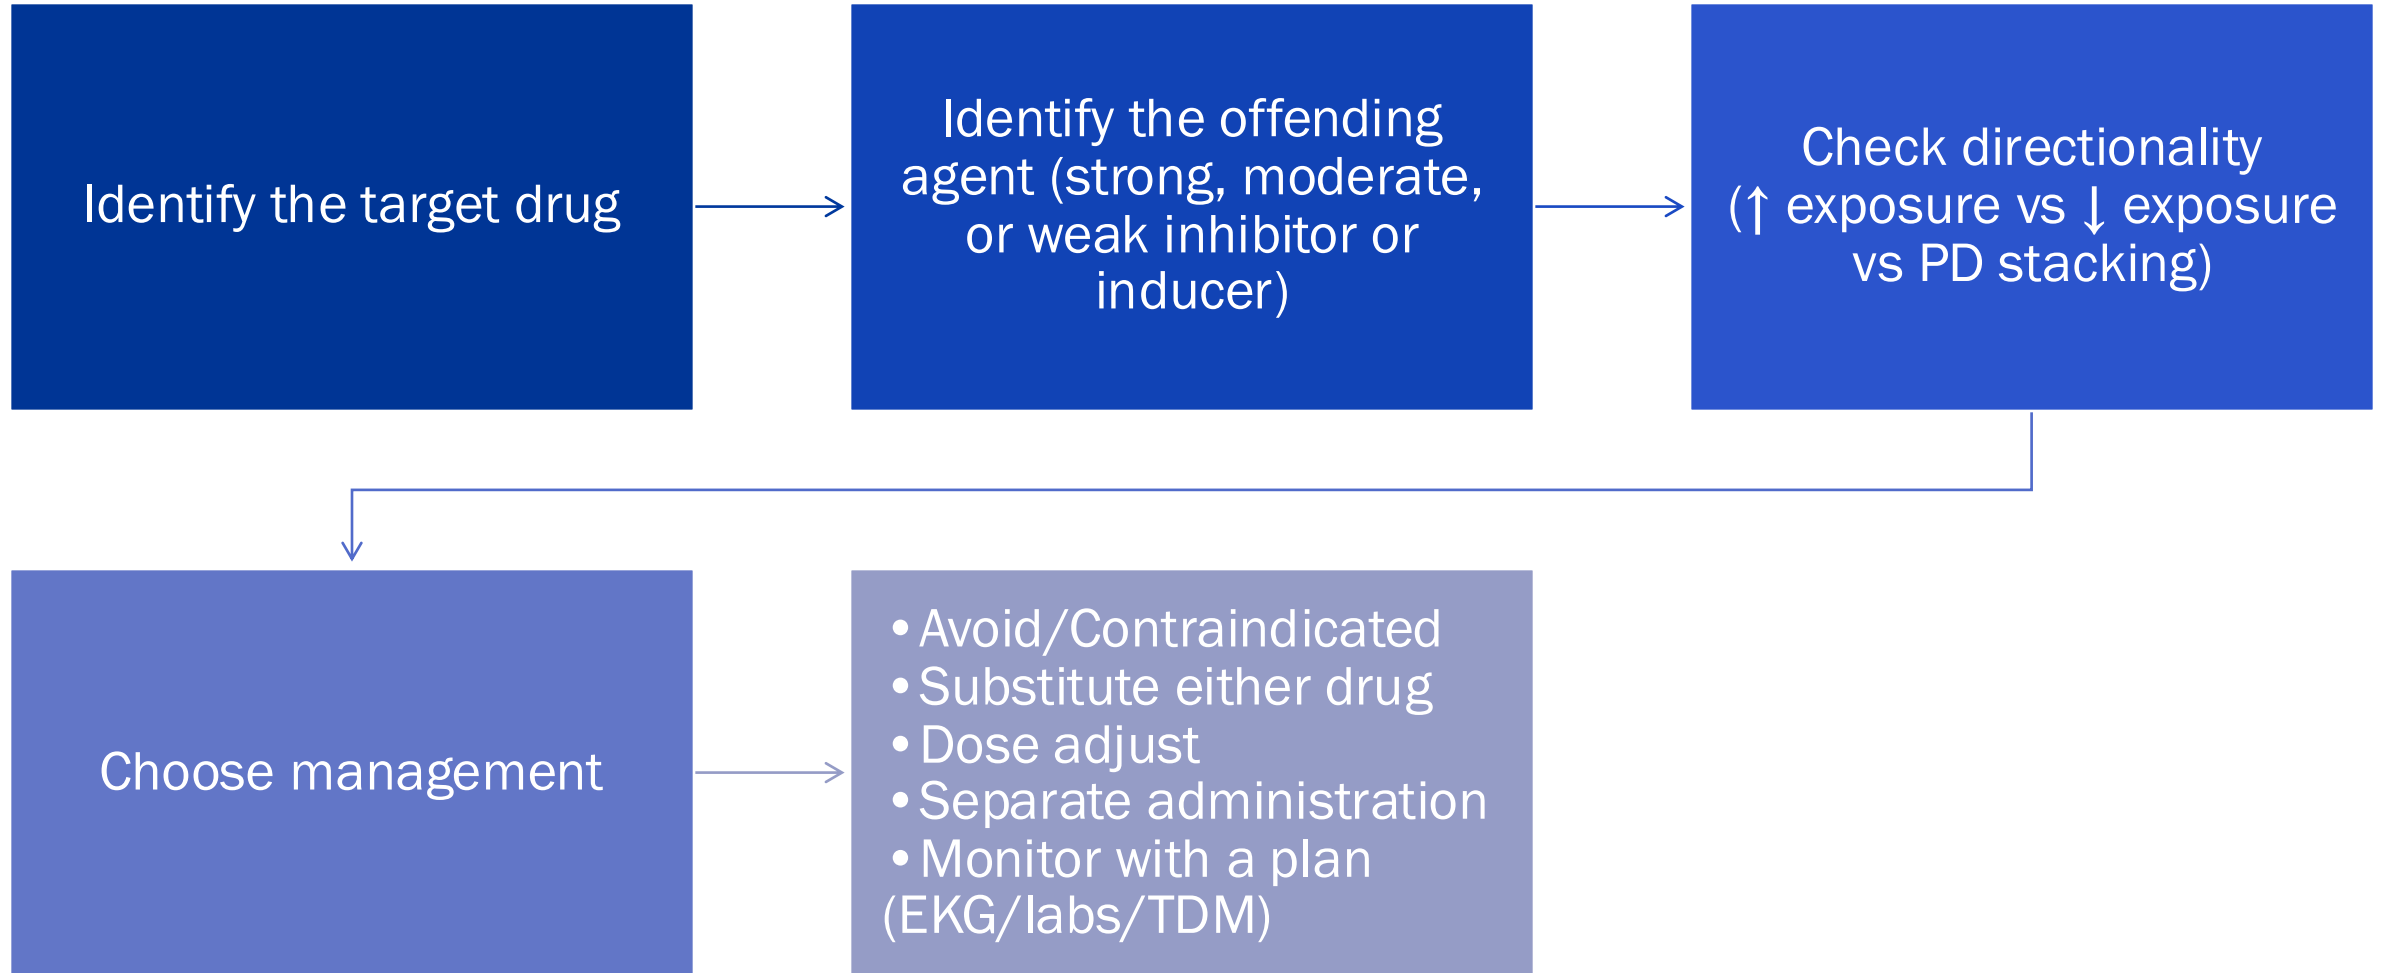 Identify the target drug
Identify the offending
agent (strong, moderate,
or weak inhibitor or
inducer)
Check directionality
(↑ exposure vs ↓ exposure
vs PD stacking)
Choose management
•Avoid/Contraindicated
•Substitute either drug
•Dose adjust
•Separate administration
•Monitor with a plan
(EKG/labs/TDM)